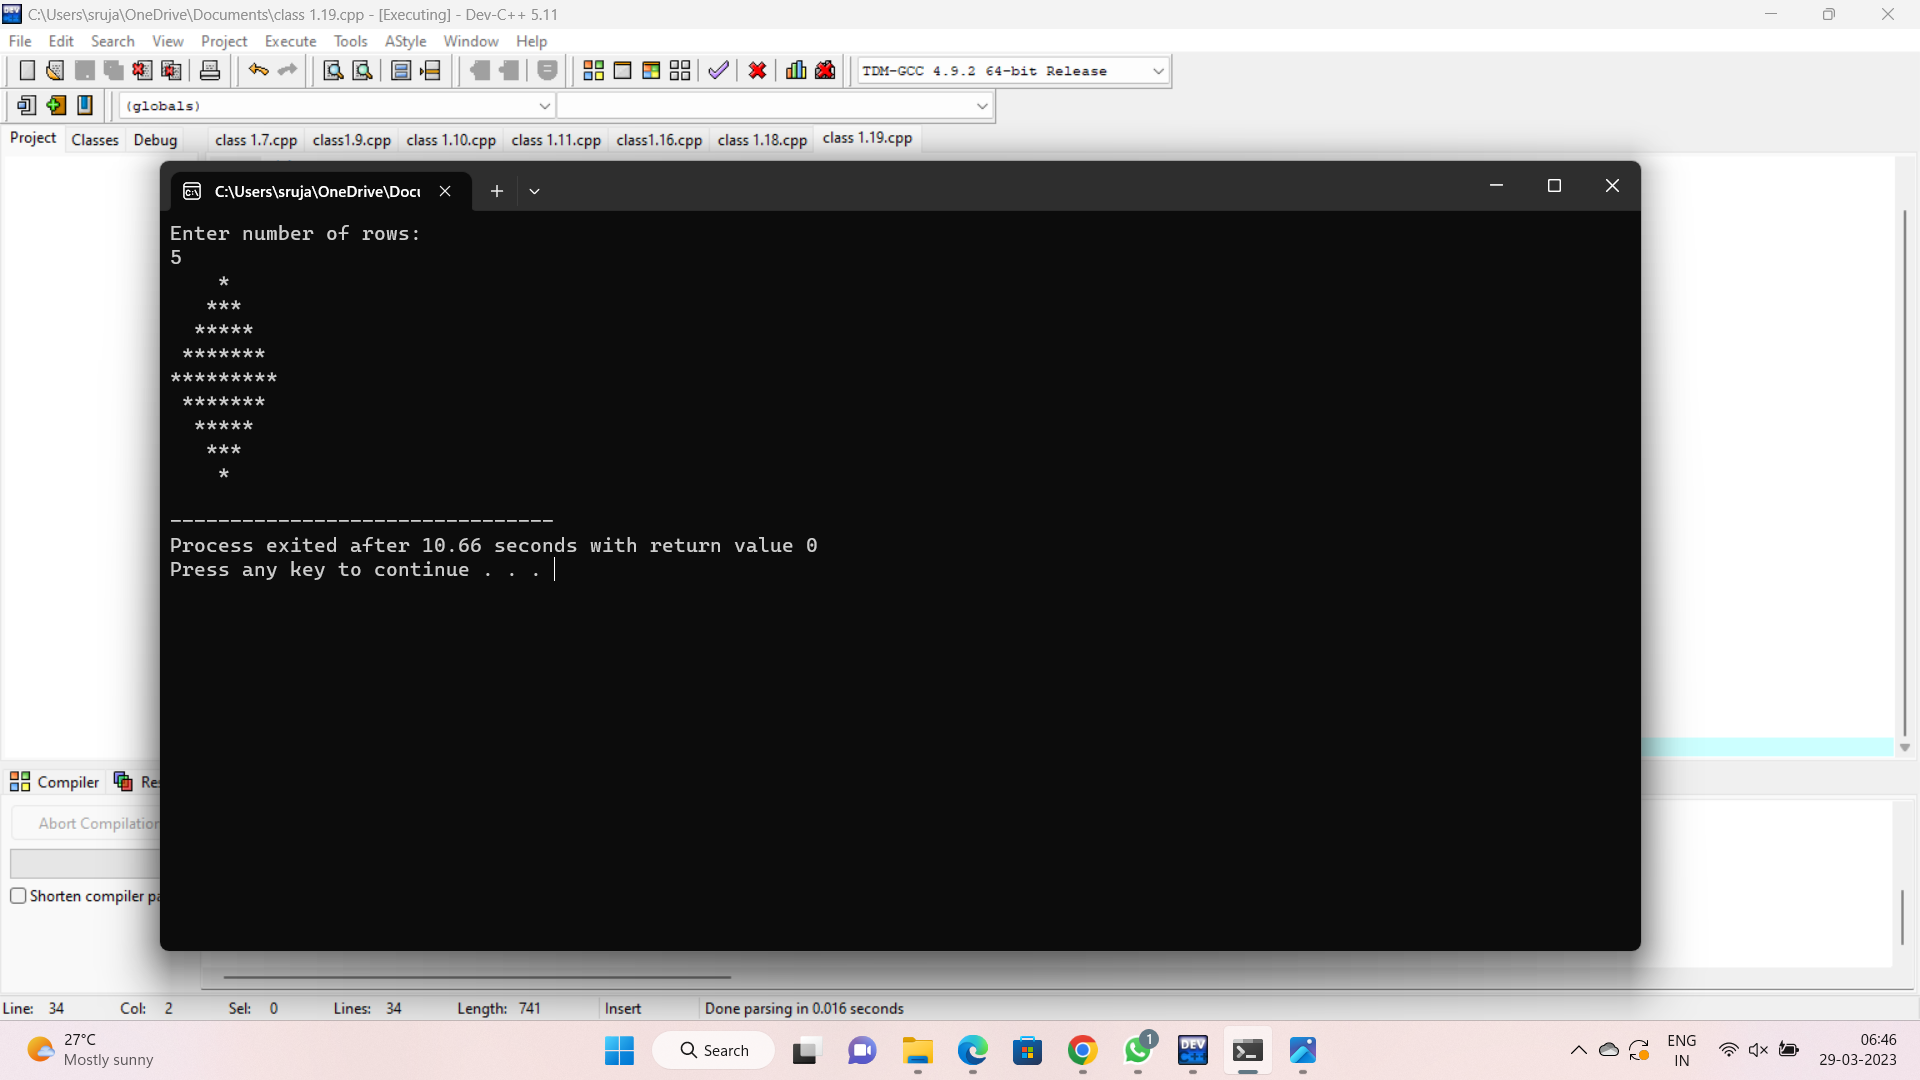 C:\Users\sruja\OneDrive\Documents\class 1.19.cpp - [Executing] - Dev-C++ 5.11
File Edit Search View Project Execute Tools AStyle Window Help
TDM-GCC 4.9.2 64-bit Release
(globals)
Project Classes Debug class 1.7.cpp class1.9.cpp class 1.10.cpp class 1.11.cpp class1.16.cpp class 1.18.cpp class 1.19.cpp
C:\Users\sruja\OneDrive\Docu
Enter number of rows:
5
    *
   ***
  *****
 *******
*********
 *******
  *****
   ***
    *
--------------------------------
Process exited after 10.66 seconds with return value 0
Press any key to continue . . .
Compiler Res
Abort Compilation
Shorten compiler pa
Line: 34 Col: 2 Sel: 0 Lines: 34 Length: 741 Insert Done parsing in 0.016 seconds
27°C
Mostly sunny
Search
1
DEV
C++
ENG
IN
06:46
29-03-2023